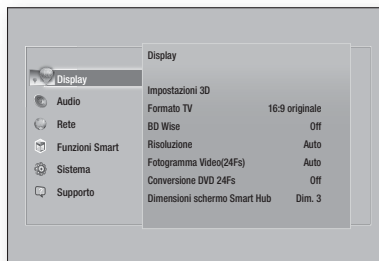 Display
Audio
Rete
Funzioni Smart
Sistema
Supporto
Display
Impostazioni 3D
Formato TV 16:9 originale
BD Wise Off
Risoluzione Auto
Fotogramma Video(24Fs) Auto
Conversione DVD 24Fs Off
Dimensioni schermo Smart Hub Dim. 3